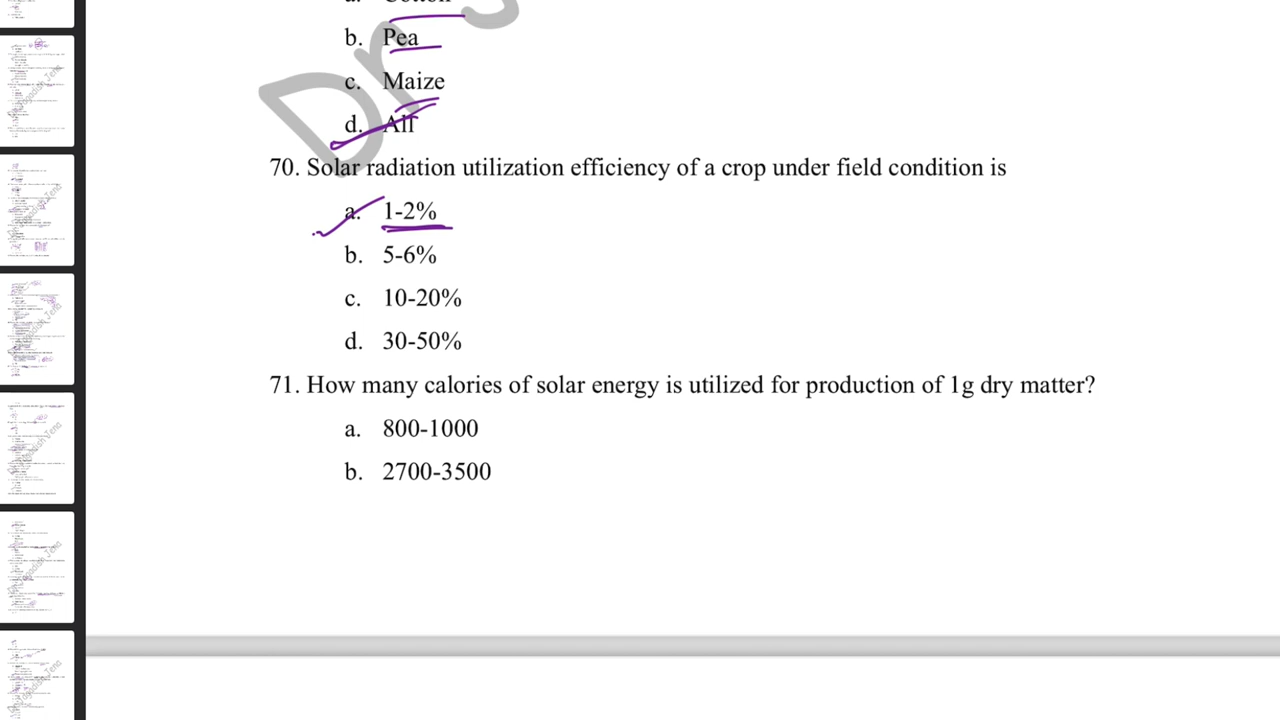 b. Pea
c. Maize
d. All
70. Solar radiation utilization efficiency of a crop under field condition is
a. 1-2%
b. 5-6%
c. 10-20%
d. 30-50%
71. How many calories of solar energy is utilized for production of 1g dry matter?
a. 800-1000
b. 2700-3500